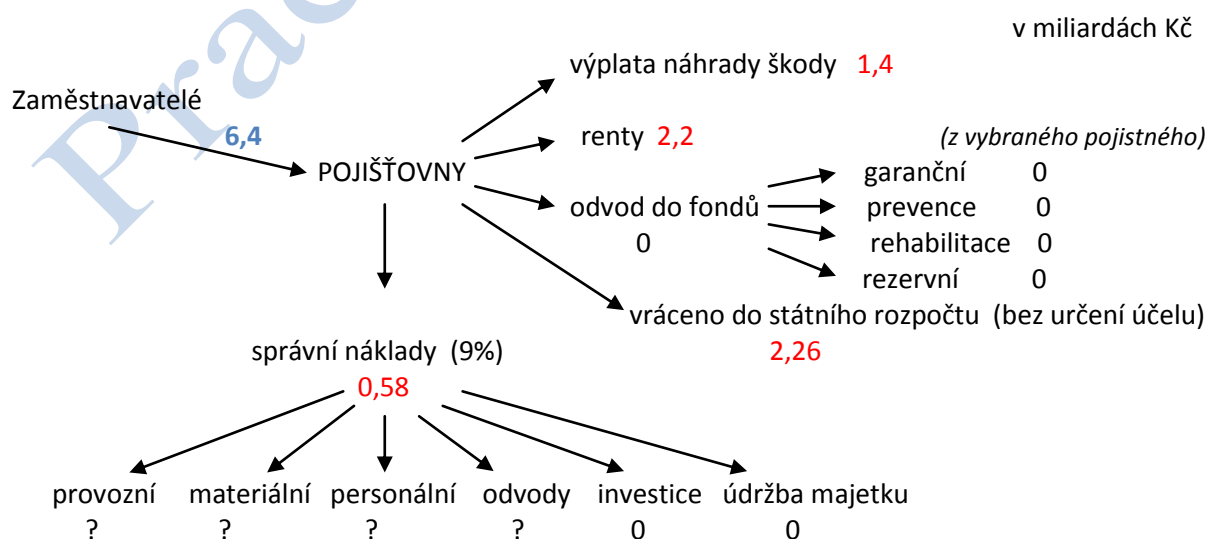 v miliardách Kč
výplata náhrady škody 1,4
Zaměstnavatelé
6,4
renty 2,2
(z vybraného pojistného)
POJIŠŤOVNY
garanční 0
odvod do fondů
prevence 0
0
rehabilitace 0
rezervní 0
vráceno do státního rozpočtu (bez určení účelu)
2,26
správní náklady (9%)
0,58
provozní materiální personální odvody investice údržba majetku
? ? ? ? 0 0